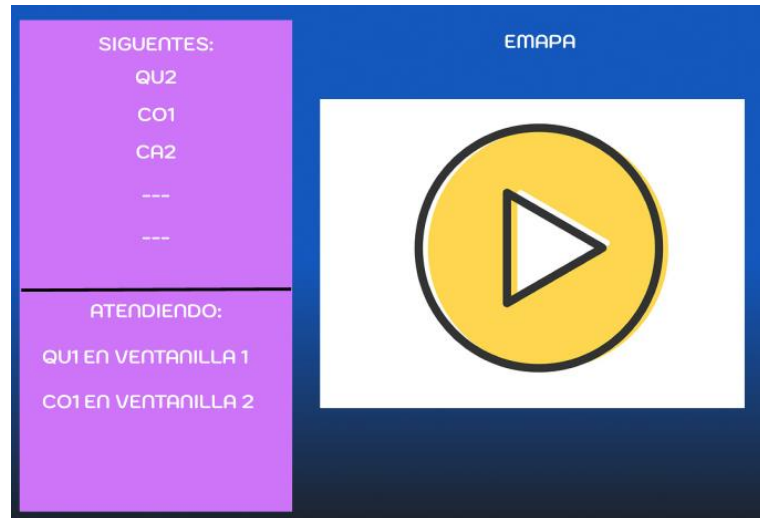 SIGUENTES:
QU2
CO1
CA2
---
---
ATENDIENDO:
QU1 EN VENTANILLA 1
CO1 EN VENTANILLA 2
EMAPA